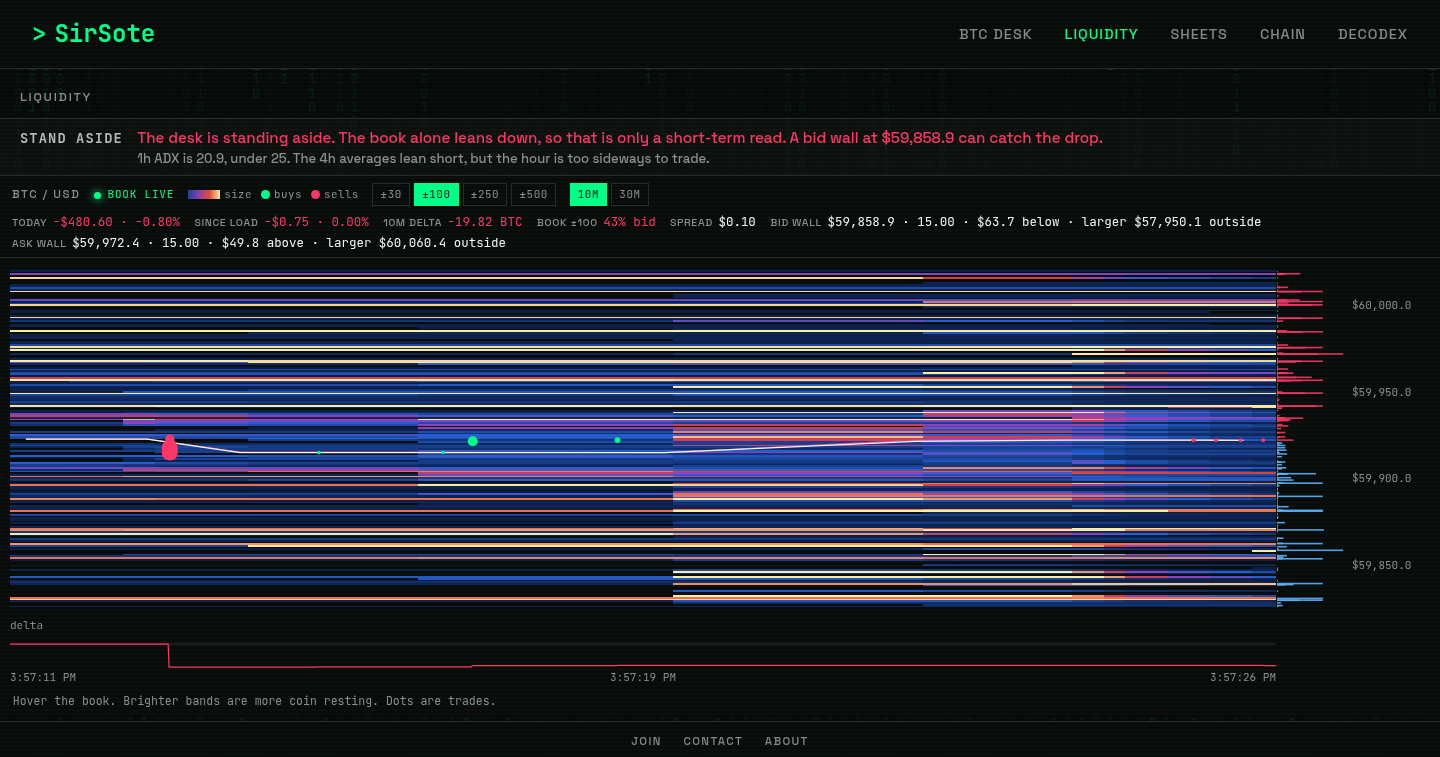 > SirSote
BTC DESK LIQUIDITY SHEETS CHAIN DECODEX
LIQUIDITY
STAND ASIDE The desk is standing aside. The book alone leans down, so that is only a short-term read. A bid wall at $59,858.9 can catch the drop.
1h ADX is 20.9, under 25. The 4h averages lean short, but the hour is too sideways to trade.
BTC / USD BOOK LIVE size buys sells ±30 ±100 ±250 ±500 10M 30M
TODAY -$480.60 · -0.80% SINCE LOAD -$0.75 · 0.00% 10M DELTA -19.82 BTC BOOK ±100 43% bid SPREAD $0.10 BID WALL $59,858.9 · 15.00 · $63.7 below · larger $57,950.1 outside
ASK WALL $59,972.4 · 15.00 · $49.8 above · larger $60,060.4 outside
$60,000.0
$59,950.0
$59,900.0
$59,850.0
delta
3:57:11 PM 3:57:19 PM 3:57:26 PM
Hover the book. Brighter bands are more coin resting. Dots are trades.
JOIN CONTACT ABOUT